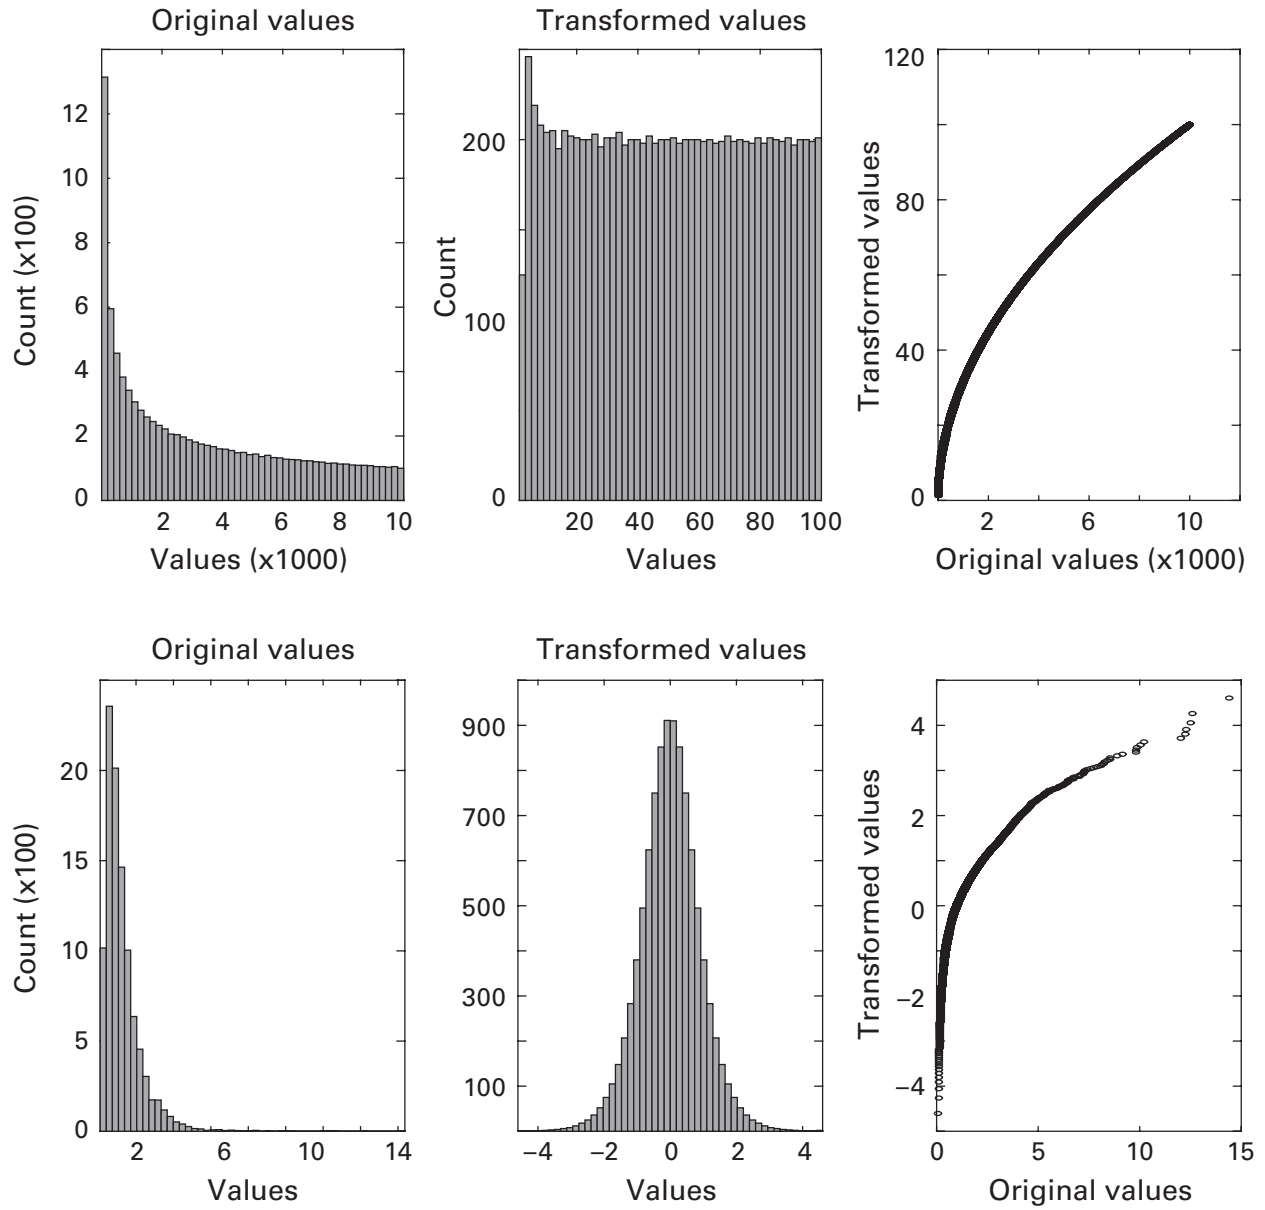 Original values
Transformed values
12
10
8
6
4
2
0
Count (x100)
2 4 6 8 10
Values (x1000)
200
100
0
Count
20 40 60 80 100
Values
120
80
40
0
Transformed values
2 6 10
Original values (x1000)
Original values
Transformed values
20
15
10
5
0
Count (x100)
2 6 10 14
Values
900
700
500
300
100
−4 −2 0 2 4
Values
4
2
0
−2
−4
Transformed values
0 5 10 15
Original values